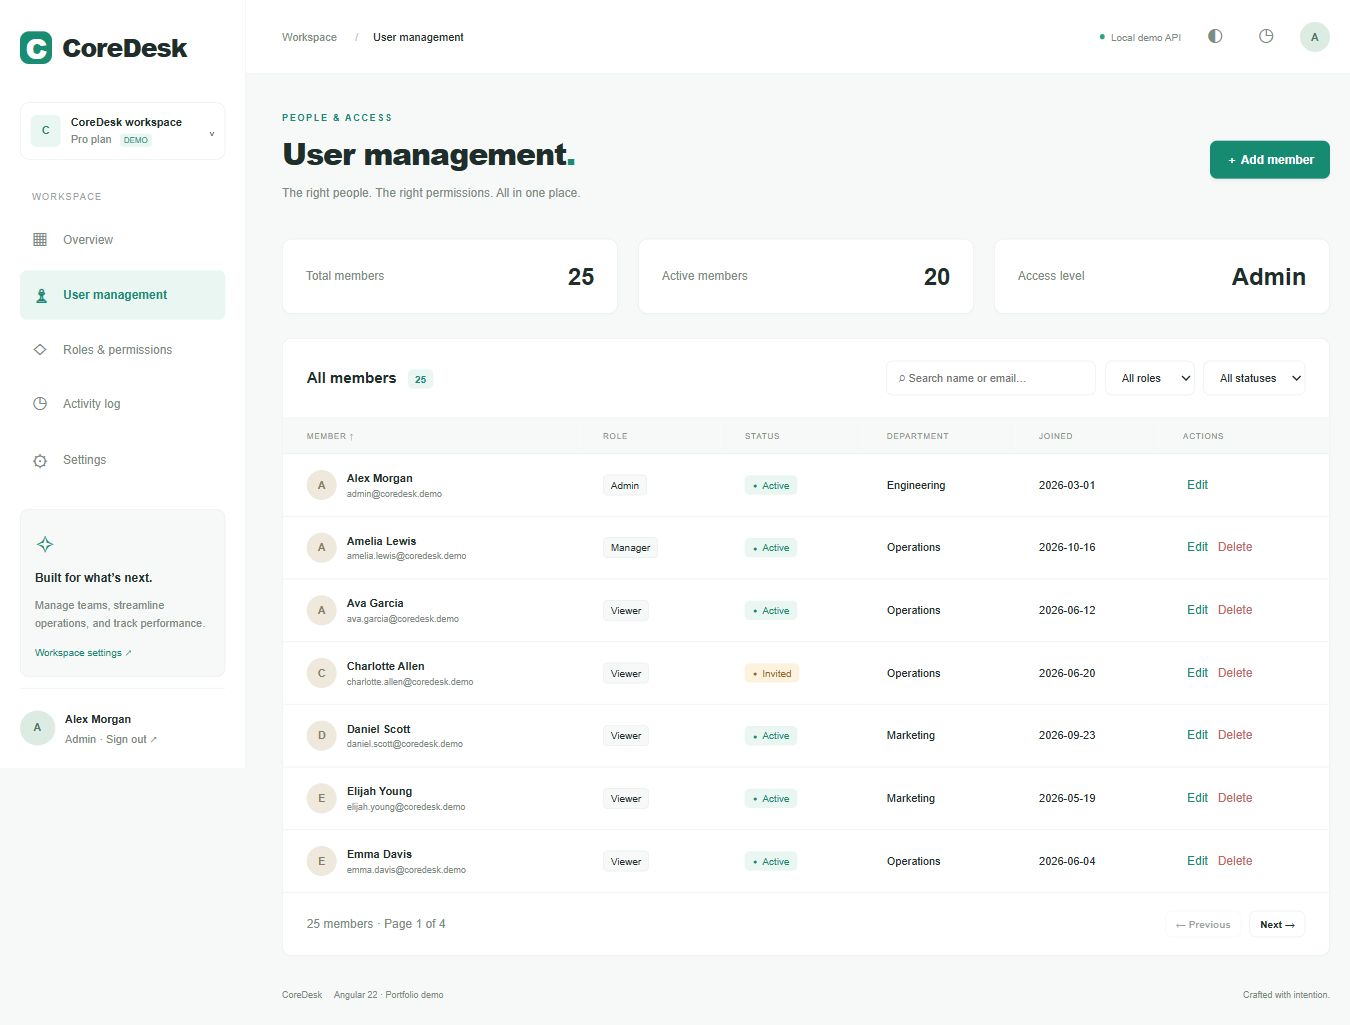 C CoreDesk
Workspace / User management
Local demo API
A
C
CoreDesk workspace
Pro plan DEMO
WORKSPACE
Overview
User management
Roles & permissions
Activity log
Settings
Built for what's next.
Manage teams, streamline
operations, and track performance.
Workspace settings ↗
A
Alex Morgan
Admin · Sign out ↗
PEOPLE & ACCESS
User management.
The right people. The right permissions. All in one place.
+ Add member
Total members 25
Active members 20
Access level Admin
All members 25
Search name or email...
All roles
All statuses
MEMBER ↑ ROLE STATUS DEPARTMENT JOINED ACTIONS
A Alex Morgan Admin • Active Engineering 2026-03-01 Edit
admin@coredesk.demo
A Amelia Lewis Manager • Active Operations 2026-10-16 Edit Delete
amelia.lewis@coredesk.demo
A Ava Garcia Viewer • Active Operations 2026-06-12 Edit Delete
ava.garcia@coredesk.demo
C Charlotte Allen Viewer • Invited Operations 2026-06-20 Edit Delete
charlotte.allen@coredesk.demo
D Daniel Scott Viewer • Active Marketing 2026-09-23 Edit Delete
daniel.scott@coredesk.demo
E Elijah Young Viewer • Active Marketing 2026-05-19 Edit Delete
elijah.young@coredesk.demo
E Emma Davis Viewer • Active Operations 2026-06-04 Edit Delete
emma.davis@coredesk.demo
25 members · Page 1 of 4
← Previous
Next →
CoreDesk Angular 22 · Portfolio demo
Crafted with intention.